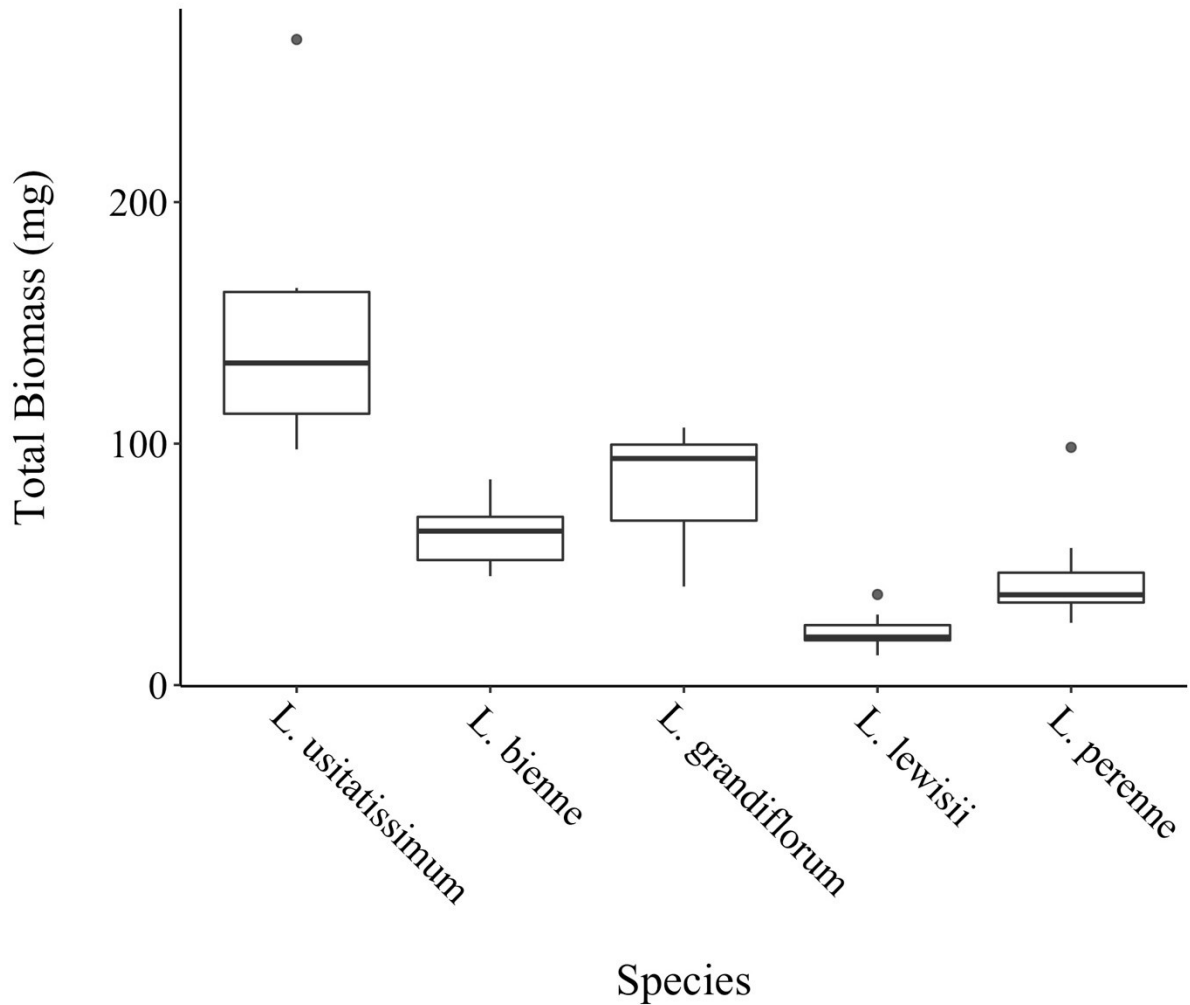 Total Biomass (mg)
200
100
0
L. usitatissimum
L. bienne
L. grandiflorum
L. lewisii
L. perenne
Species